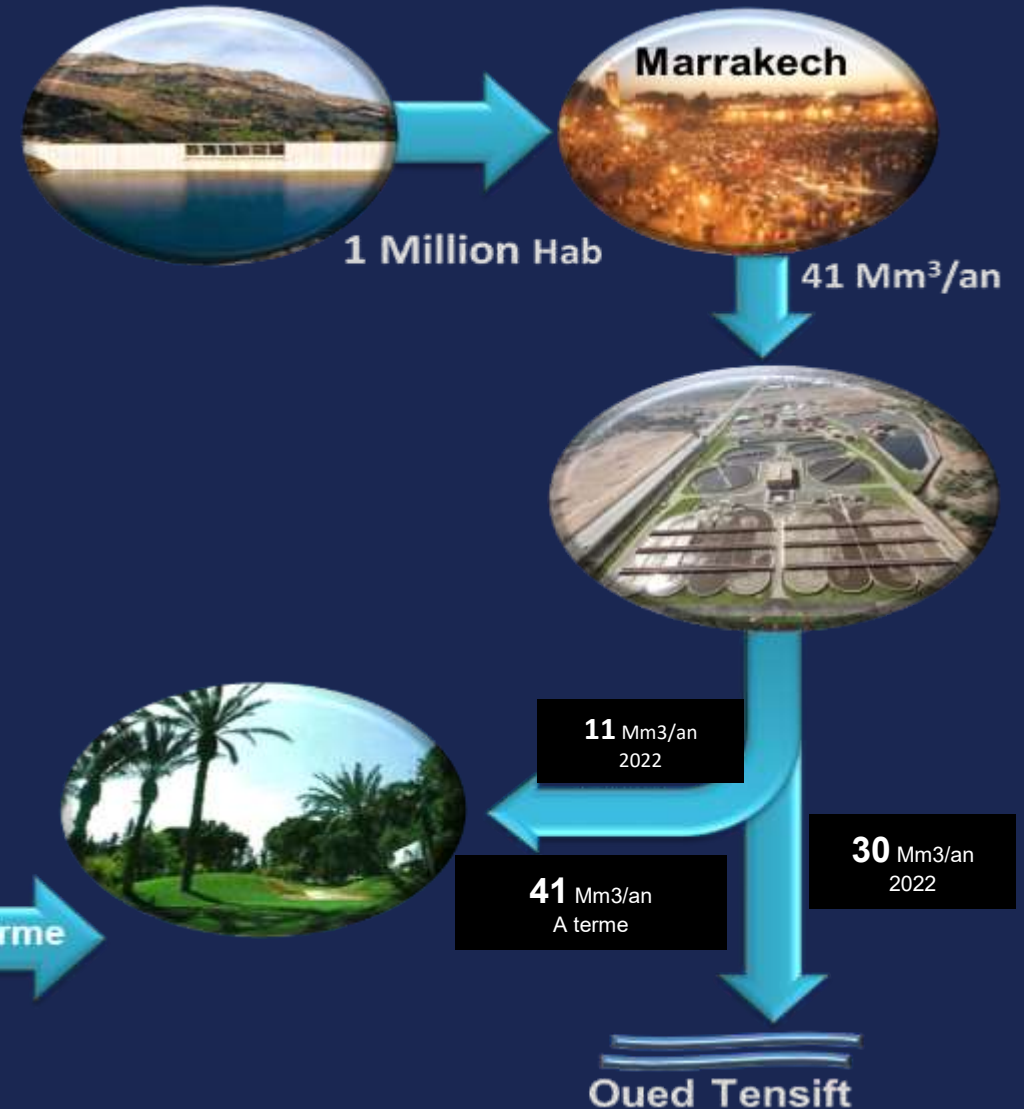 Marrakech
1 Million Hab
41 Mm³/an
11 Mm3/an
2022
30 Mm3/an
2022
41 Mm3/an
A terme
rme
Oued Tensift